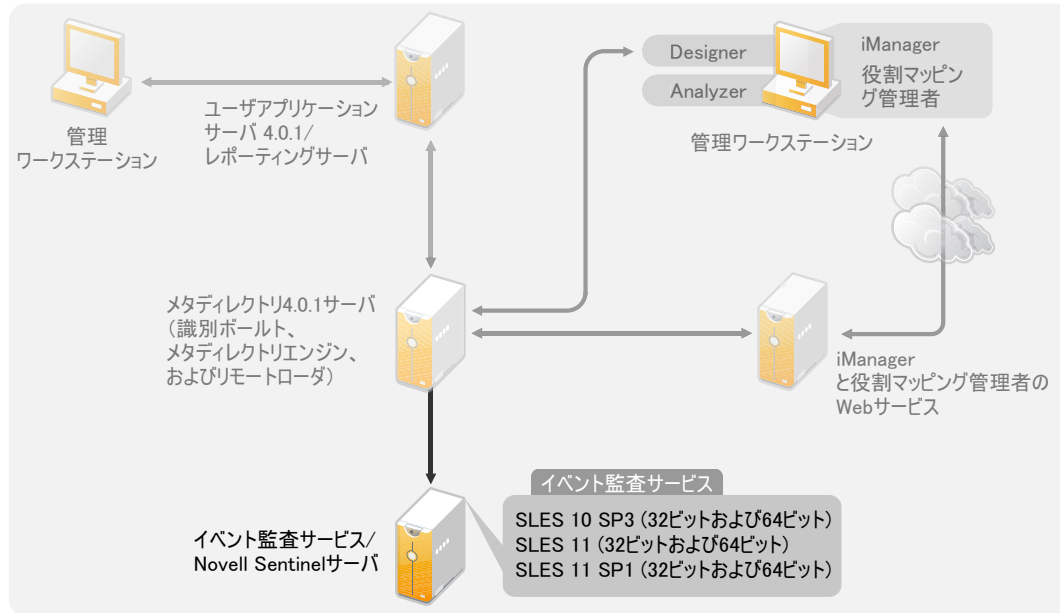 管理
ワークステーション
ユーザアプリケーション
サーバ 4.0.1/
レポーティングサーバ
Designer
Analyzer
iManager
役割マッピン
グ管理者
管理ワークステーション
メタディレクトリ4.0.1サーバ
（識別ボールト、
メタディレクトリエンジン、
およびリモートローダ）
iManager
と役割マッピング管理者の
Webサービス
イベント監査サービス/
Novell Sentinelサーバ
イベント監査サービス
SLES 10 SP3 (32ビットおよび64ビット)
SLES 11 (32ビットおよび64ビット)
SLES 11 SP1 (32ビットおよび64ビット)